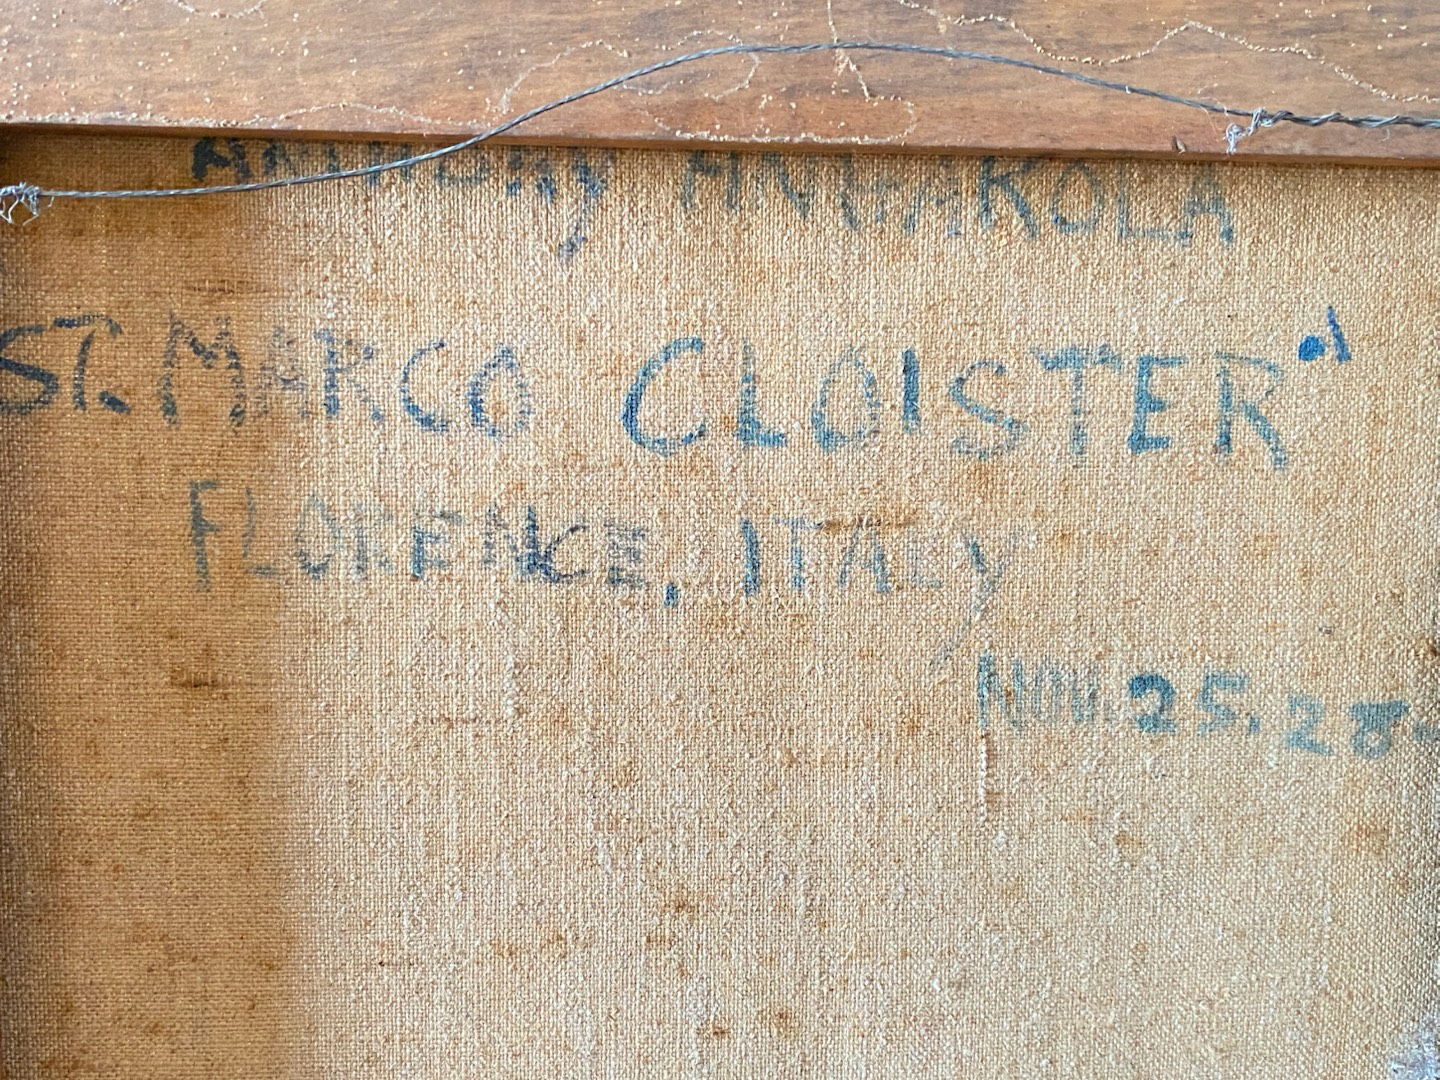 ANTHONY ANGAROLA
ST. MARCO CLOISTER"
FLORENCE, ITALY
NOV. 25. 28